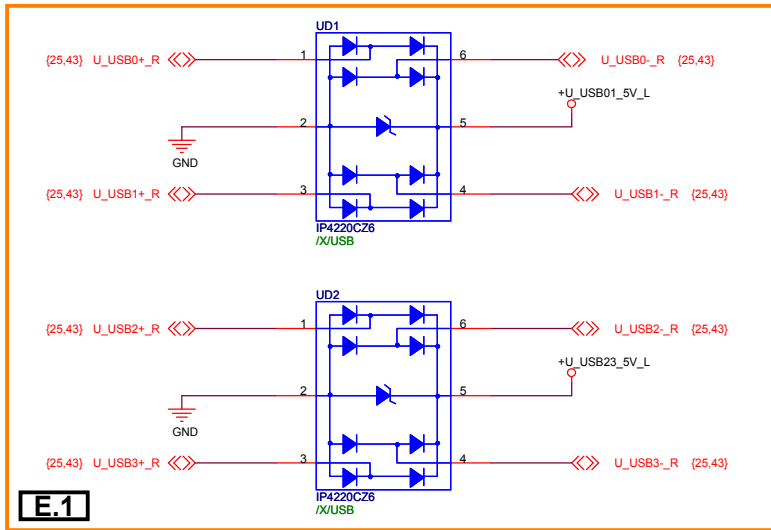 UD1
{25,43} U_USB0+_R 1 6 U_USB0-_R {25,43}
+U_USB01_5V_L
2 5
GND
{25,43} U_USB1+_R 3 4 U_USB1-_R {25,43}
IP4220CZ6
/X/USB
UD2
{25,43} U_USB2+_R 1 6 U_USB2-_R {25,43}
+U_USB23_5V_L
2 5
GND
{25,43} U_USB3+_R 3 4 U_USB3-_R {25,43}
IP4220CZ6
/X/USB
E.1